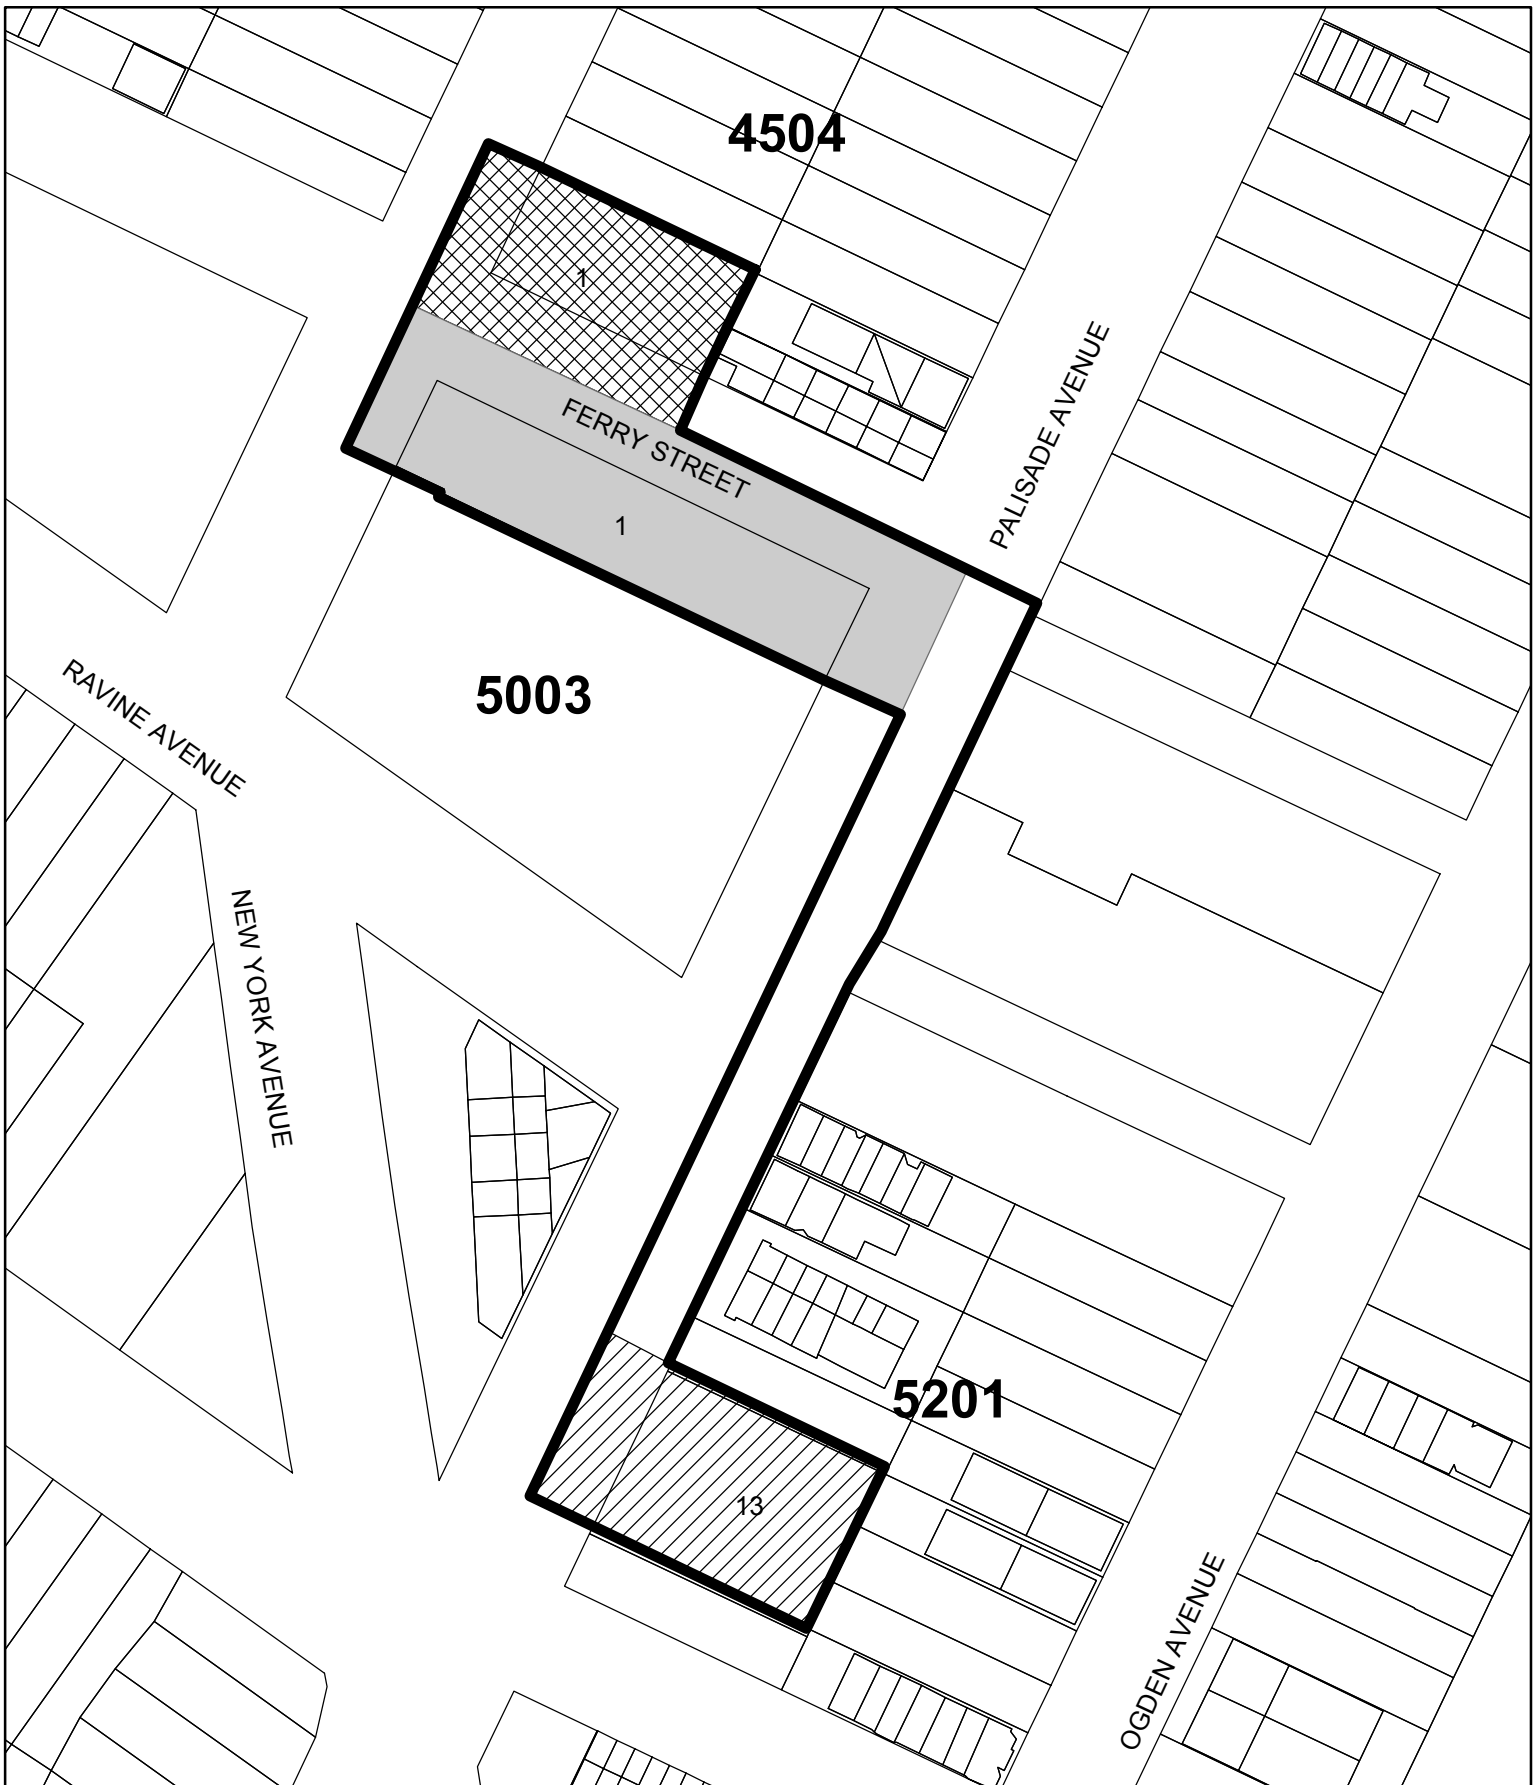 4504
1
PALISADE AVENUE
FERRY STREET
1
5003
RAVINE AVENUE
NEW YORK AVENUE
5201
13
OGDEN AVENUE